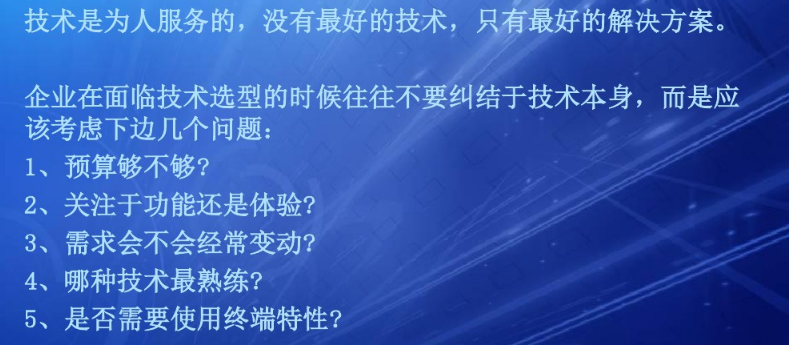 技术是为人服务的，没有最好的技术，只有最好的解决方案。
企业在面临技术选型的时候往往不要纠结于技术本身，而是应
该考虑下边几个问题：
1、预算够不够？
2、关注于功能还是体验？
3、需求会不会经常变动？
4、哪种技术最熟练？
5、是否需要使用终端特性？